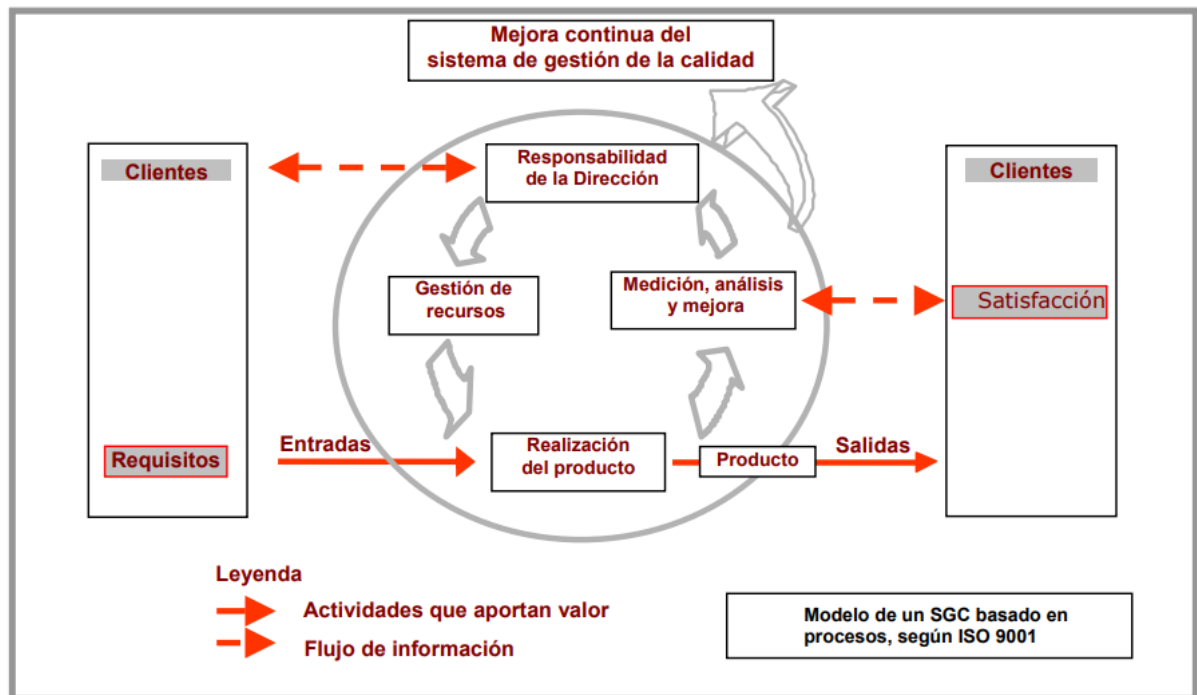 Mejora continua del
sistema de gestión de la calidad
Clientes
Responsabilidad
de la Dirección
Clientes
Gestión de
recursos
Medición, análisis
y mejora
Satisfacción
Requisitos
Entradas
Realización
del producto
Producto
Salidas
Leyenda
Actividades que aportan valor
Flujo de información
Modelo de un SGC basado en
procesos, según ISO 9001